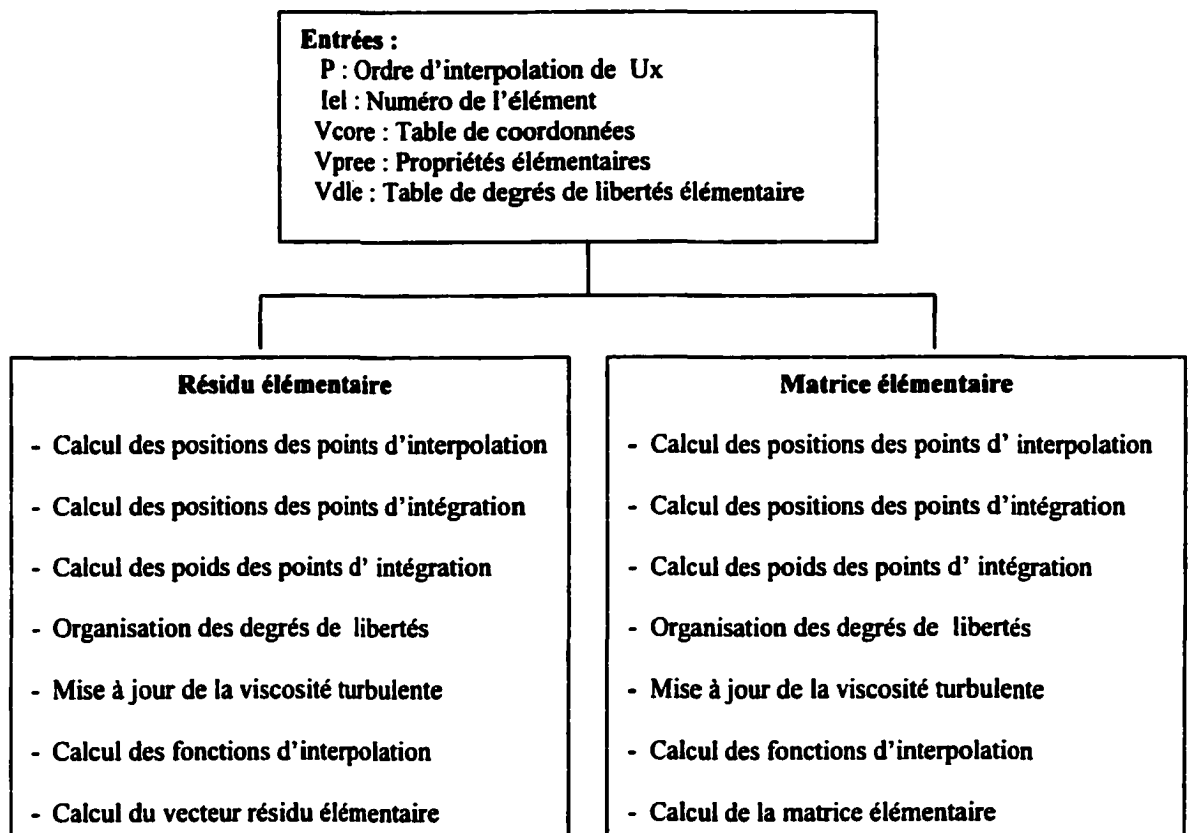 Entrées :
P : Ordre d'interpolation de Ux
Iel : Numéro de l'élément
Vcore : Table de coordonnées
Vpree : Propriétés élémentaires
Vdle : Table de degrés de libertés élémentaire
Résidu élémentaire
- Calcul des positions des points d'interpolation
- Calcul des positions des points d'intégration
- Calcul des poids des points d' intégration
- Organisation des degrés de libertés
- Mise à jour de la viscosité turbulente
- Calcul des fonctions d'interpolation
- Calcul du vecteur résidu élémentaire
Matrice élémentaire
- Calcul des positions des points d' interpolation
- Calcul des positions des points d'intégration
- Calcul des poids des points d' intégration
- Organisation des degrés de libertés
- Mise à jour de la viscosité turbulente
- Calcul des fonctions d'interpolation
- Calcul de la matrice élémentaire